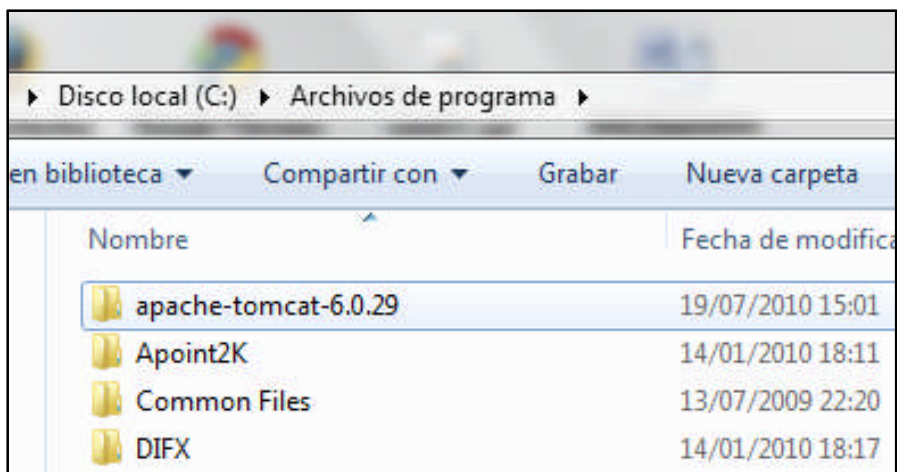 Disco local (C:) Archivos de programa
en biblioteca Compartir con Grabar Nueva carpeta
Nombre Fecha de modifica
apache-tomcat-6.0.29 19/07/2010 15:01
Apoint2K 14/01/2010 18:11
Common Files 13/07/2009 22:20
DIFX 14/01/2010 18:17